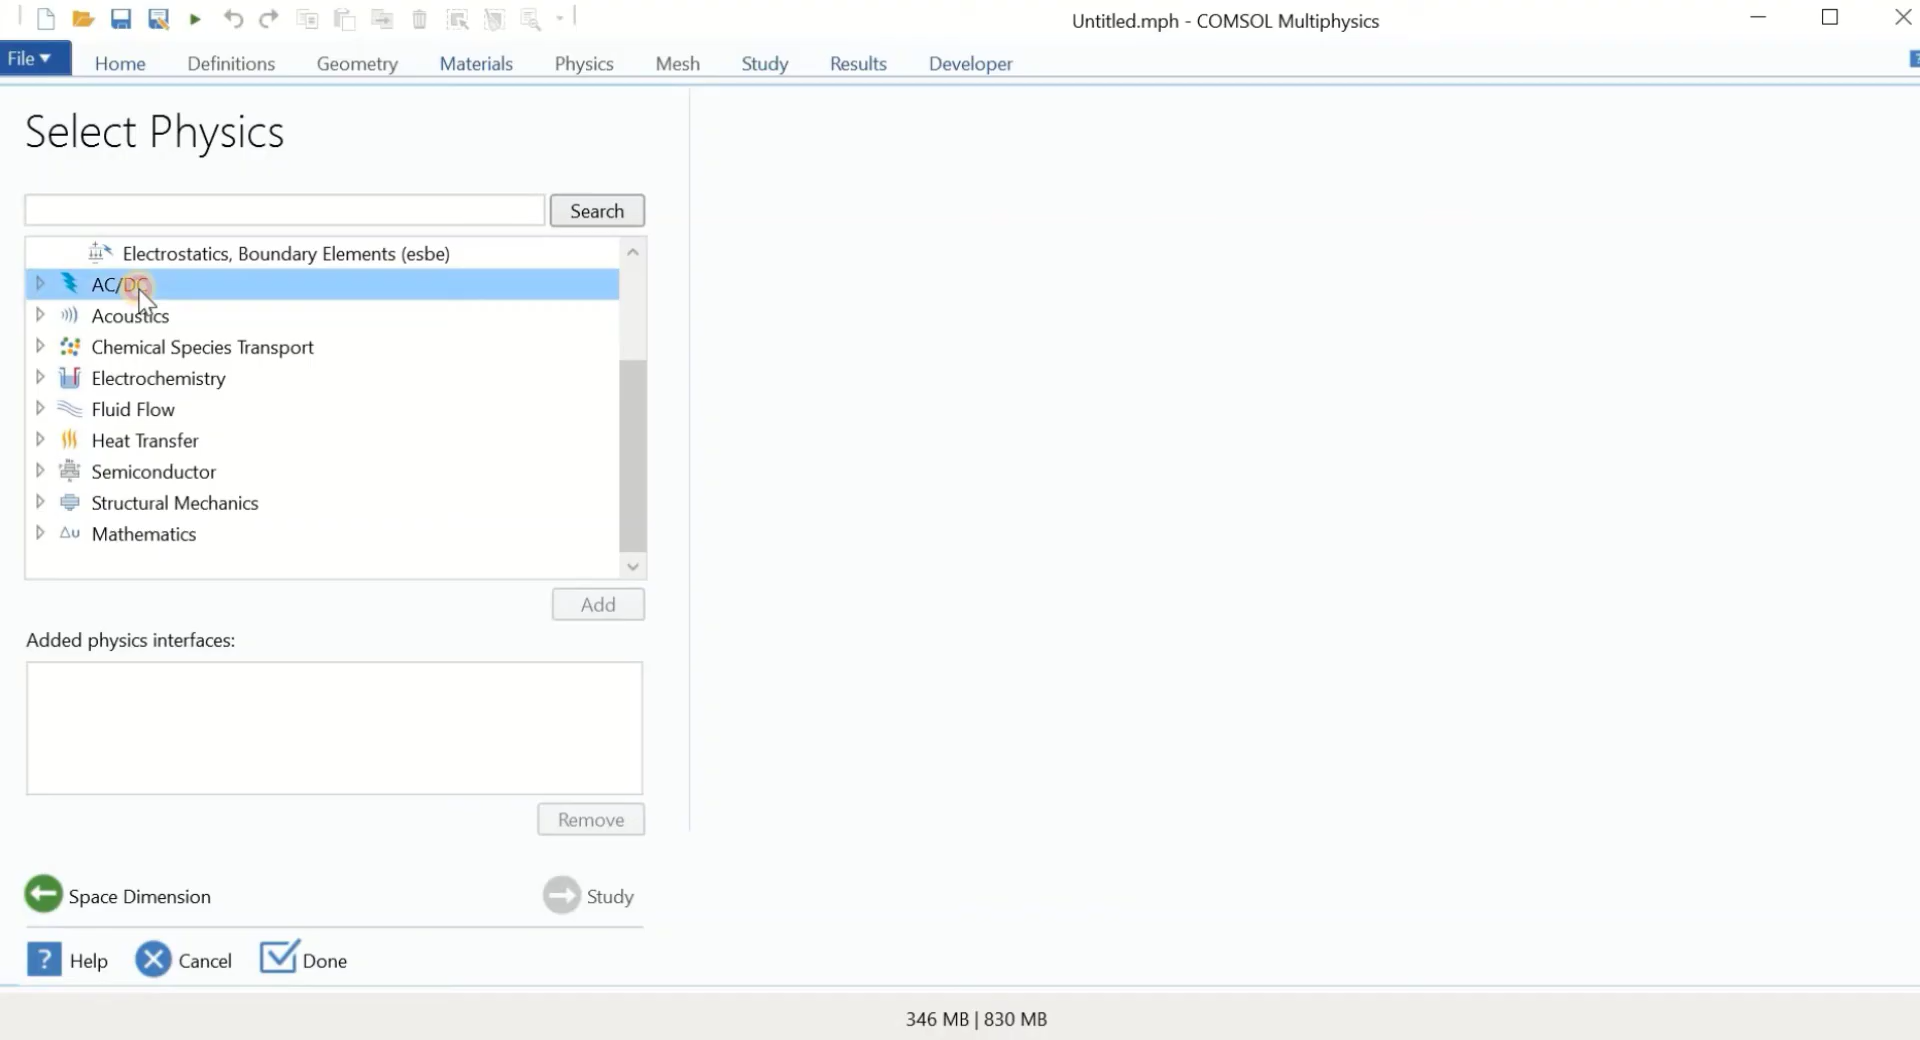 Untitled.mph - COMSOL Multiphysics
File Home Definitions Geometry Materials Physics Mesh Study Results Developer
Select Physics
Search
Electrostatics, Boundary Elements (esbe)
AC/DC
Acoustics
Chemical Species Transport
Electrochemistry
Fluid Flow
Heat Transfer
Semiconductor
Structural Mechanics
Δu Mathematics
Add
Added physics interfaces:
Remove
Space Dimension Study
? Help Cancel Done
346 MB | 830 MB